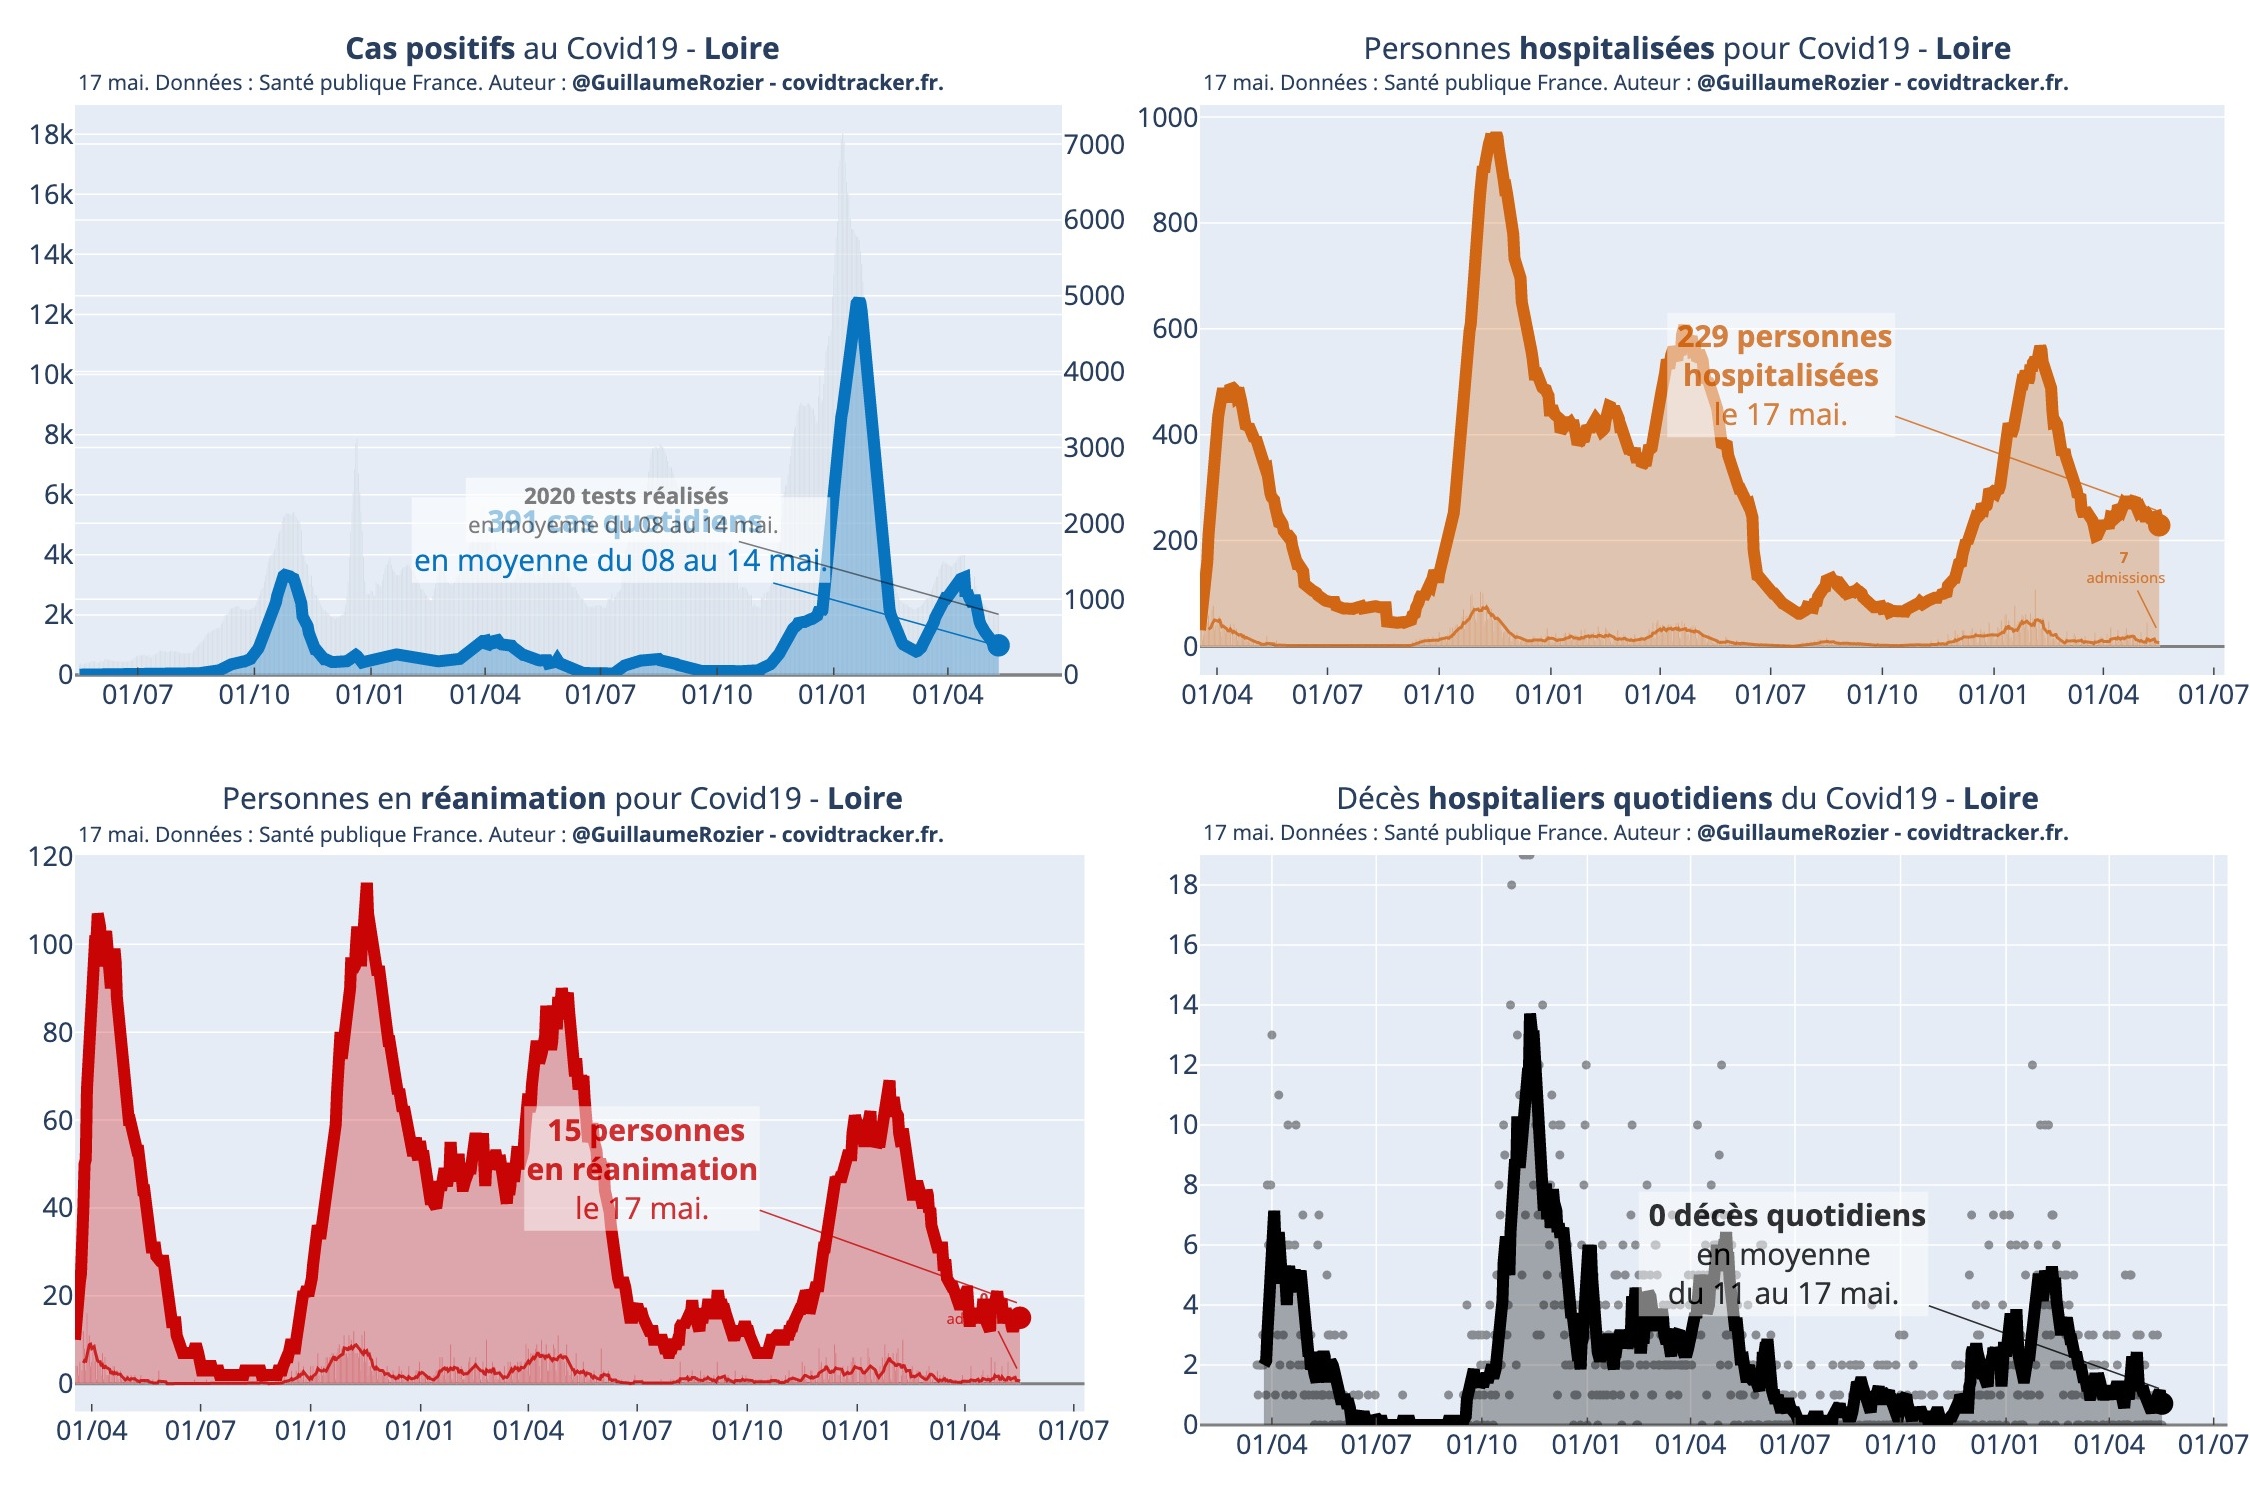 Cas positifs au Covid19 - Loire
17 mai. Données : Santé publique France. Auteur : @GuillaumeRozier - covidtracker.fr.
18k
16k
14k
12k
10k
8k
6k
4k
2k
0
7000
6000
5000
4000
3000
2000
1000
0
2020 tests réalisés
en moyenne du 08 au 14 mai.
391 cas quotidiens
en moyenne du 08 au 14 mai.
01/07 01/10 01/01 01/04 01/07 01/10 01/01 01/04
Personnes hospitalisées pour Covid19 - Loire
17 mai. Données : Santé publique France. Auteur : @GuillaumeRozier - covidtracker.fr.
1000
800
600
400
200
0
229 personnes
hospitalisées
le 17 mai.
7
admissions
01/04 01/07 01/10 01/01 01/04 01/07 01/10 01/01 01/04 01/07
Personnes en réanimation pour Covid19 - Loire
17 mai. Données : Santé publique France. Auteur : @GuillaumeRozier - covidtracker.fr.
120
100
80
60
40
20
0
15 personnes
en réanimation
le 17 mai.
01/04 01/07 01/10 01/01 01/04 01/07 01/10 01/01 01/04 01/07
Décès hospitaliers quotidiens du Covid19 - Loire
17 mai. Données : Santé publique France. Auteur : @GuillaumeRozier - covidtracker.fr.
18
16
14
12
10
8
6
4
2
0
0 décès quotidiens
en moyenne
du 11 au 17 mai.
01/04 01/07 01/10 01/01 01/04 01/07 01/10 01/01 01/04 01/07